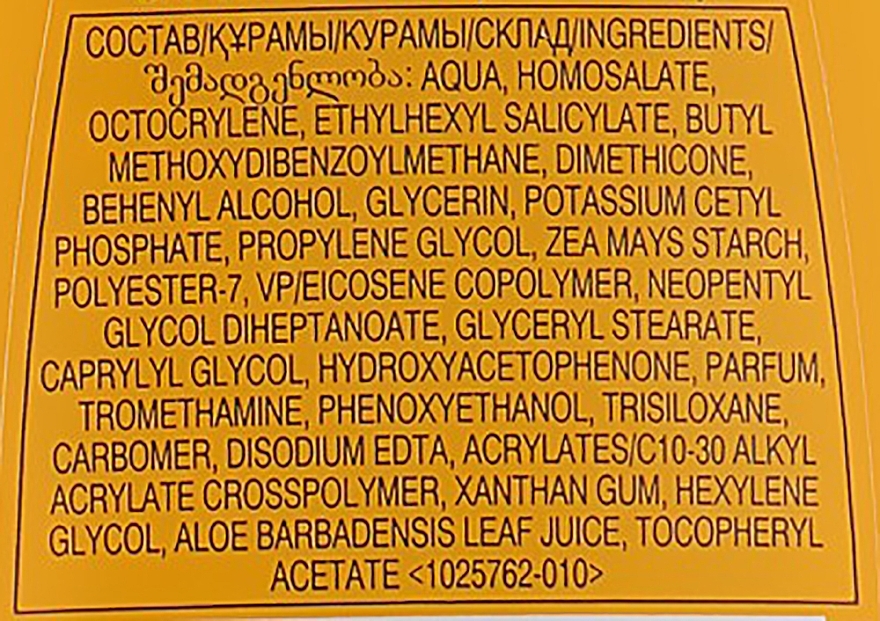 СОСТАВ/ҚҰРАМЫ/КУРАМЫ/СКЛАД/INGREDIENTS/
შემადგენლობა: AQUA, HOMOSALATE,
OCTOCRYLENE, ETHYLHEXYL SALICYLATE, BUTYL
METHOXYDIBENZOYLMETHANE, DIMETHICONE,
BEHENYL ALCOHOL, GLYCERIN, POTASSIUM CETYL
PHOSPHATE, PROPYLENE GLYCOL, ZEA MAYS STARCH,
POLYESTER-7, VP/EICOSENE COPOLYMER, NEOPENTYL
GLYCOL DIHEPTANOATE, GLYCERYL STEARATE,
CAPRYLYL GLYCOL, HYDROXYACETOPHENONE, PARFUM,
TROMETHAMINE, PHENOXYETHANOL, TRISILOXANE,
CARBOMER, DISODIUM EDTA, ACRYLATES/C10-30 ALKYL
ACRYLATE CROSSPOLYMER, XANTHAN GUM, HEXYLENE
GLYCOL, ALOE BARBADENSIS LEAF JUICE, TOCOPHERYL
ACETATE <1025762-010>